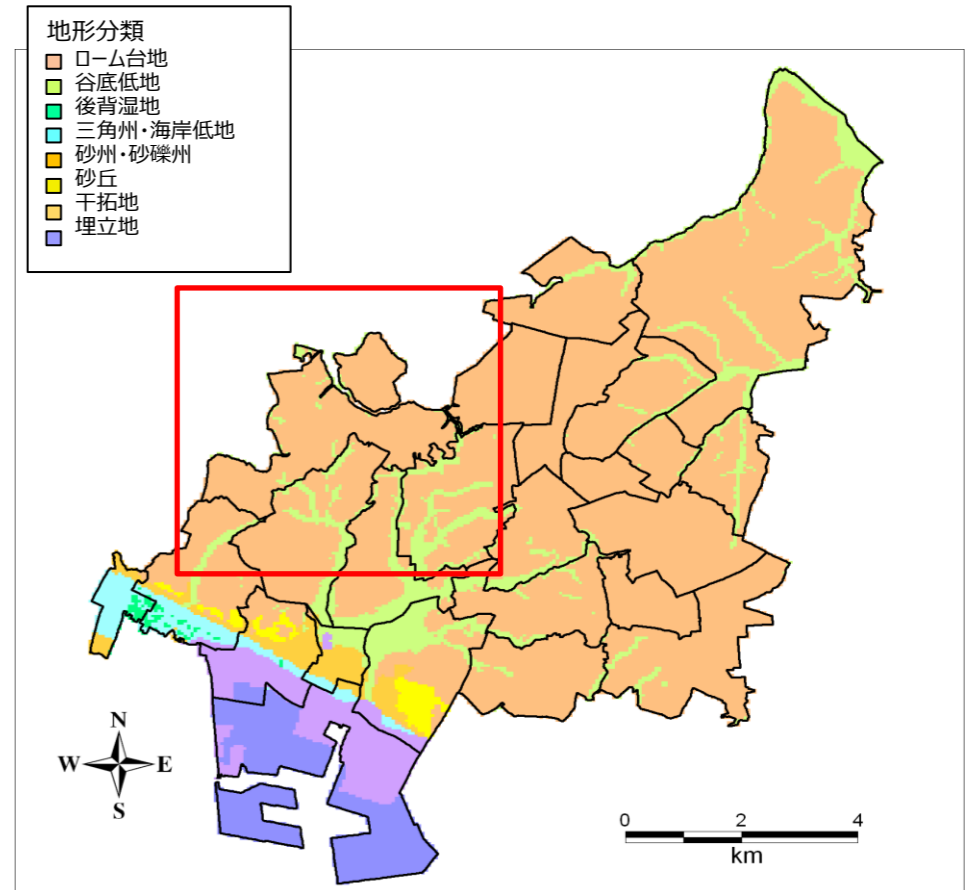 地形分類
ローム台地
谷底低地
後背湿地
三角州・海岸低地
砂州・砂礫州
砂丘
干拓地
埋立地
N
W E
S
0 2 4
km